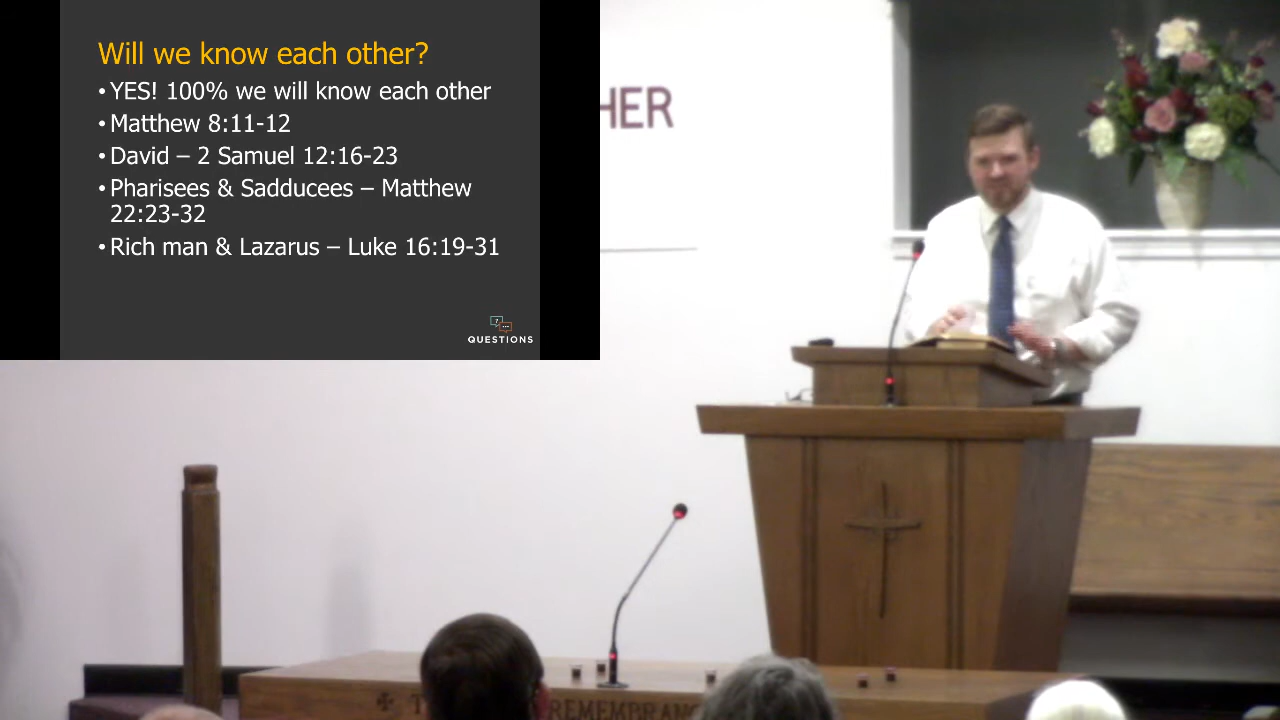 Will we know each other?
• YES! 100% we will know each other
• Matthew 8:11-12
• David – 2 Samuel 12:16-23
• Pharisees & Sadducees – Matthew
22:23-32
• Rich man & Lazarus – Luke 16:19-31
QUESTIONS
HER
REMEMBRANC